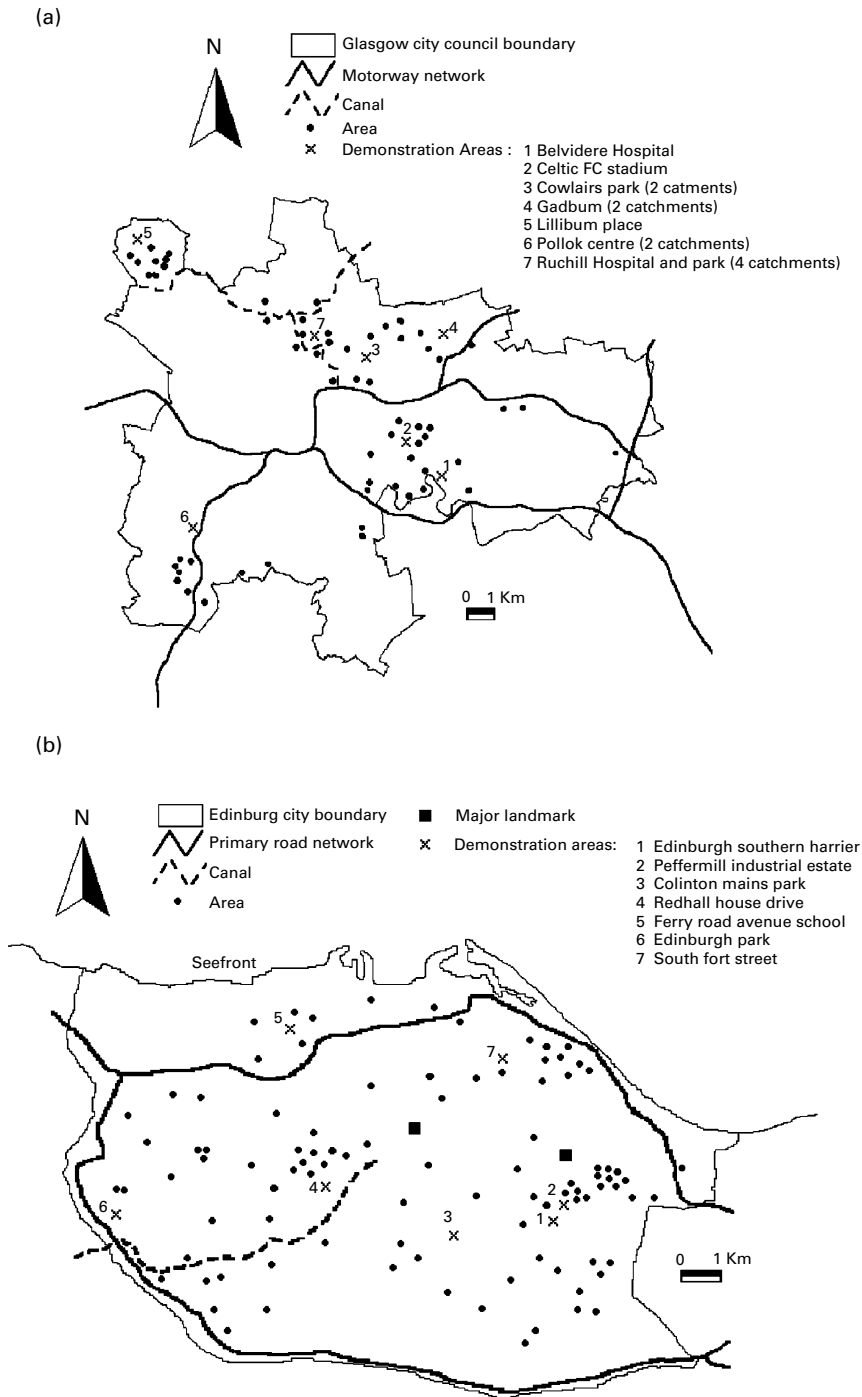 (a)
N
Glasgow city council boundary
Motorway network
Canal
Area
Demonstration Areas :
1 Belvidere Hospital
2 Celtic FC stadium
3 Cowlairs park (2 catments)
4 Gadbum (2 catchments)
5 Lillibum place
6 Pollok centre (2 catchments)
7 Ruchill Hospital and park (4 catchments)
5
7
4
3
2
1
6
0 1 Km
(b)
N
Edinburg city boundary
Primary road network
Canal
Area
Major landmark
Demonstration areas:
1 Edinburgh southern harrier
2 Peffermill industrial estate
3 Colinton mains park
4 Redhall house drive
5 Ferry road avenue school
6 Edinburgh park
7 South fort street
Seefront
5
7
4
2
6
1
3
0 1 Km